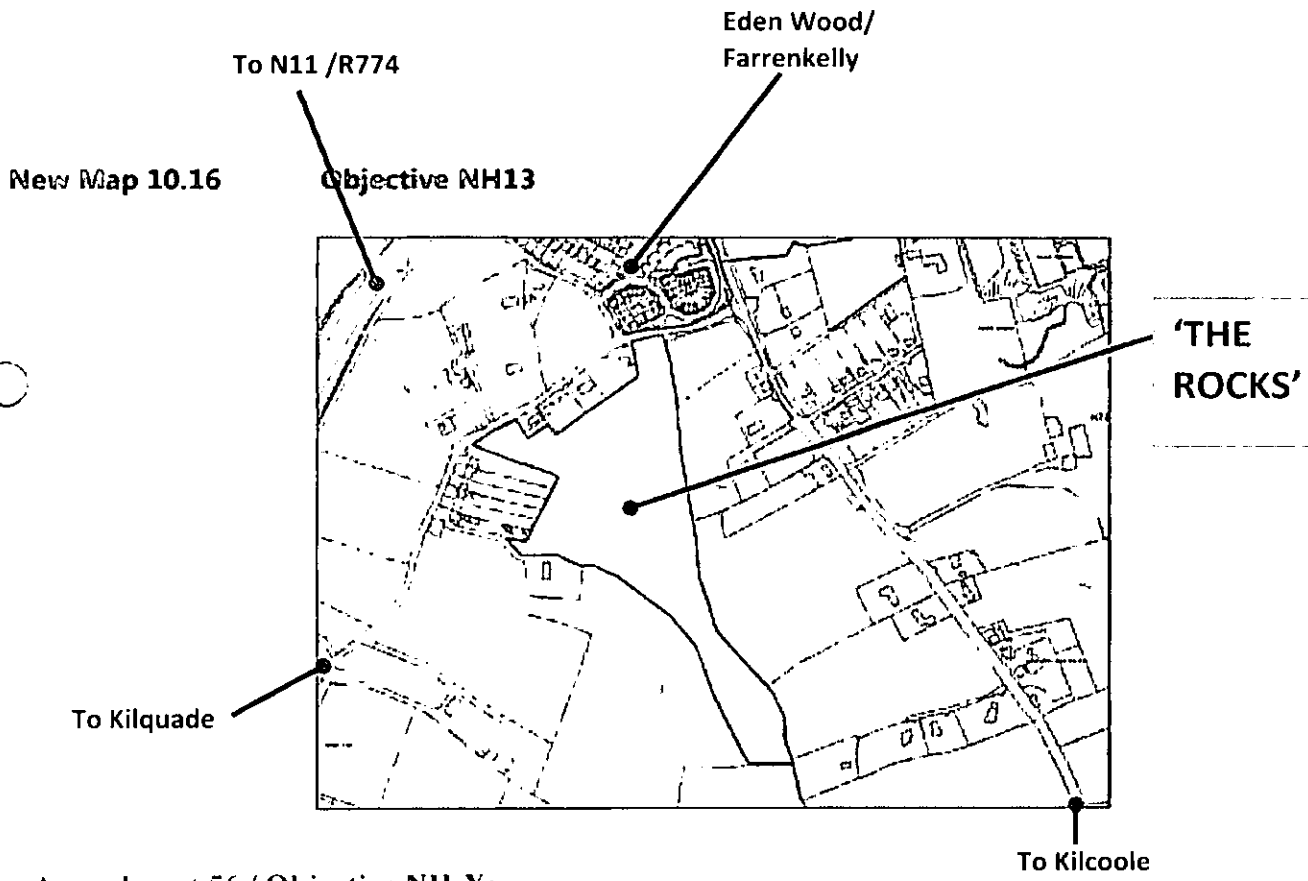 Eden Wood/
Farrenkelly
To N11 /R774
New Map 10.16 Objective NH13
'THE
ROCKS'
To Kilquade
To Kilcoole